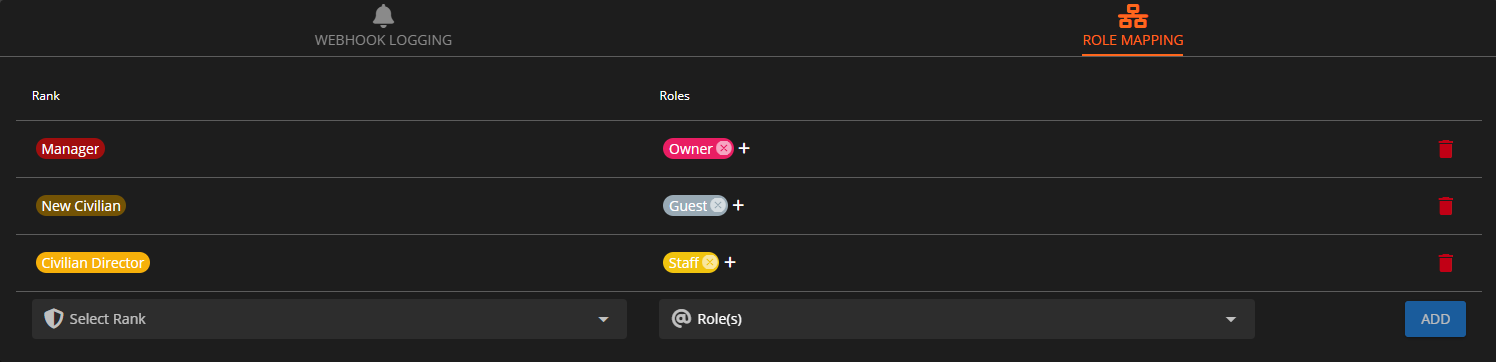 WEBHOOK LOGGING
ROLE MAPPING
Rank Roles
Manager Owner
New Civilian Guest
Civilian Director Staff
Select Rank Role(s) ADD